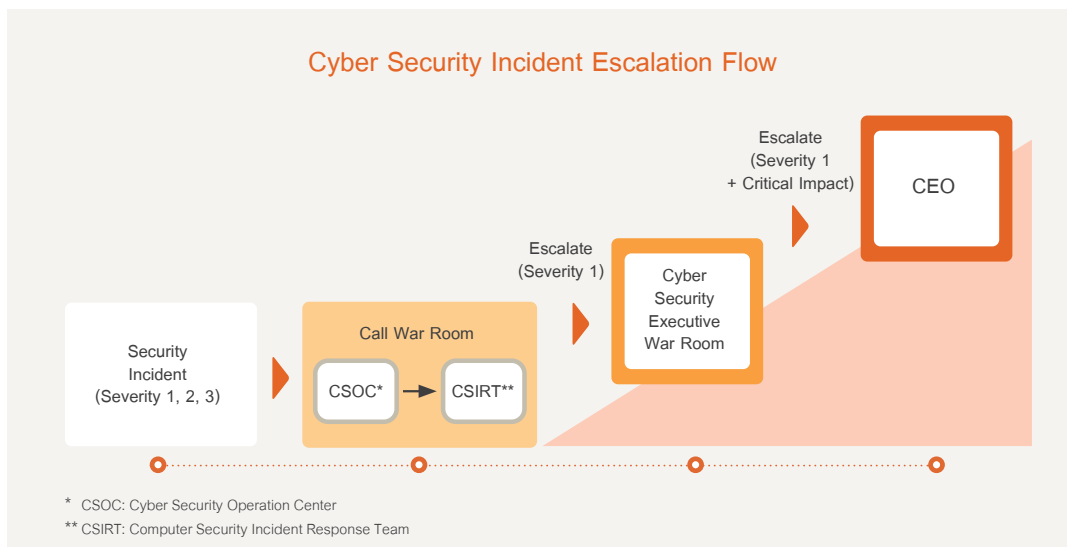 Cyber Security Incident Escalation Flow
Security
Incident
(Severity 1, 2, 3)
Call War Room
CSOC*
CSIRT**
Escalate
(Severity 1)
Cyber
Security
Executive
War Room
Escalate
(Severity 1
+ Critical Impact)
CEO
* CSOC: Cyber Security Operation Center
** CSIRT: Computer Security Incident Response Team